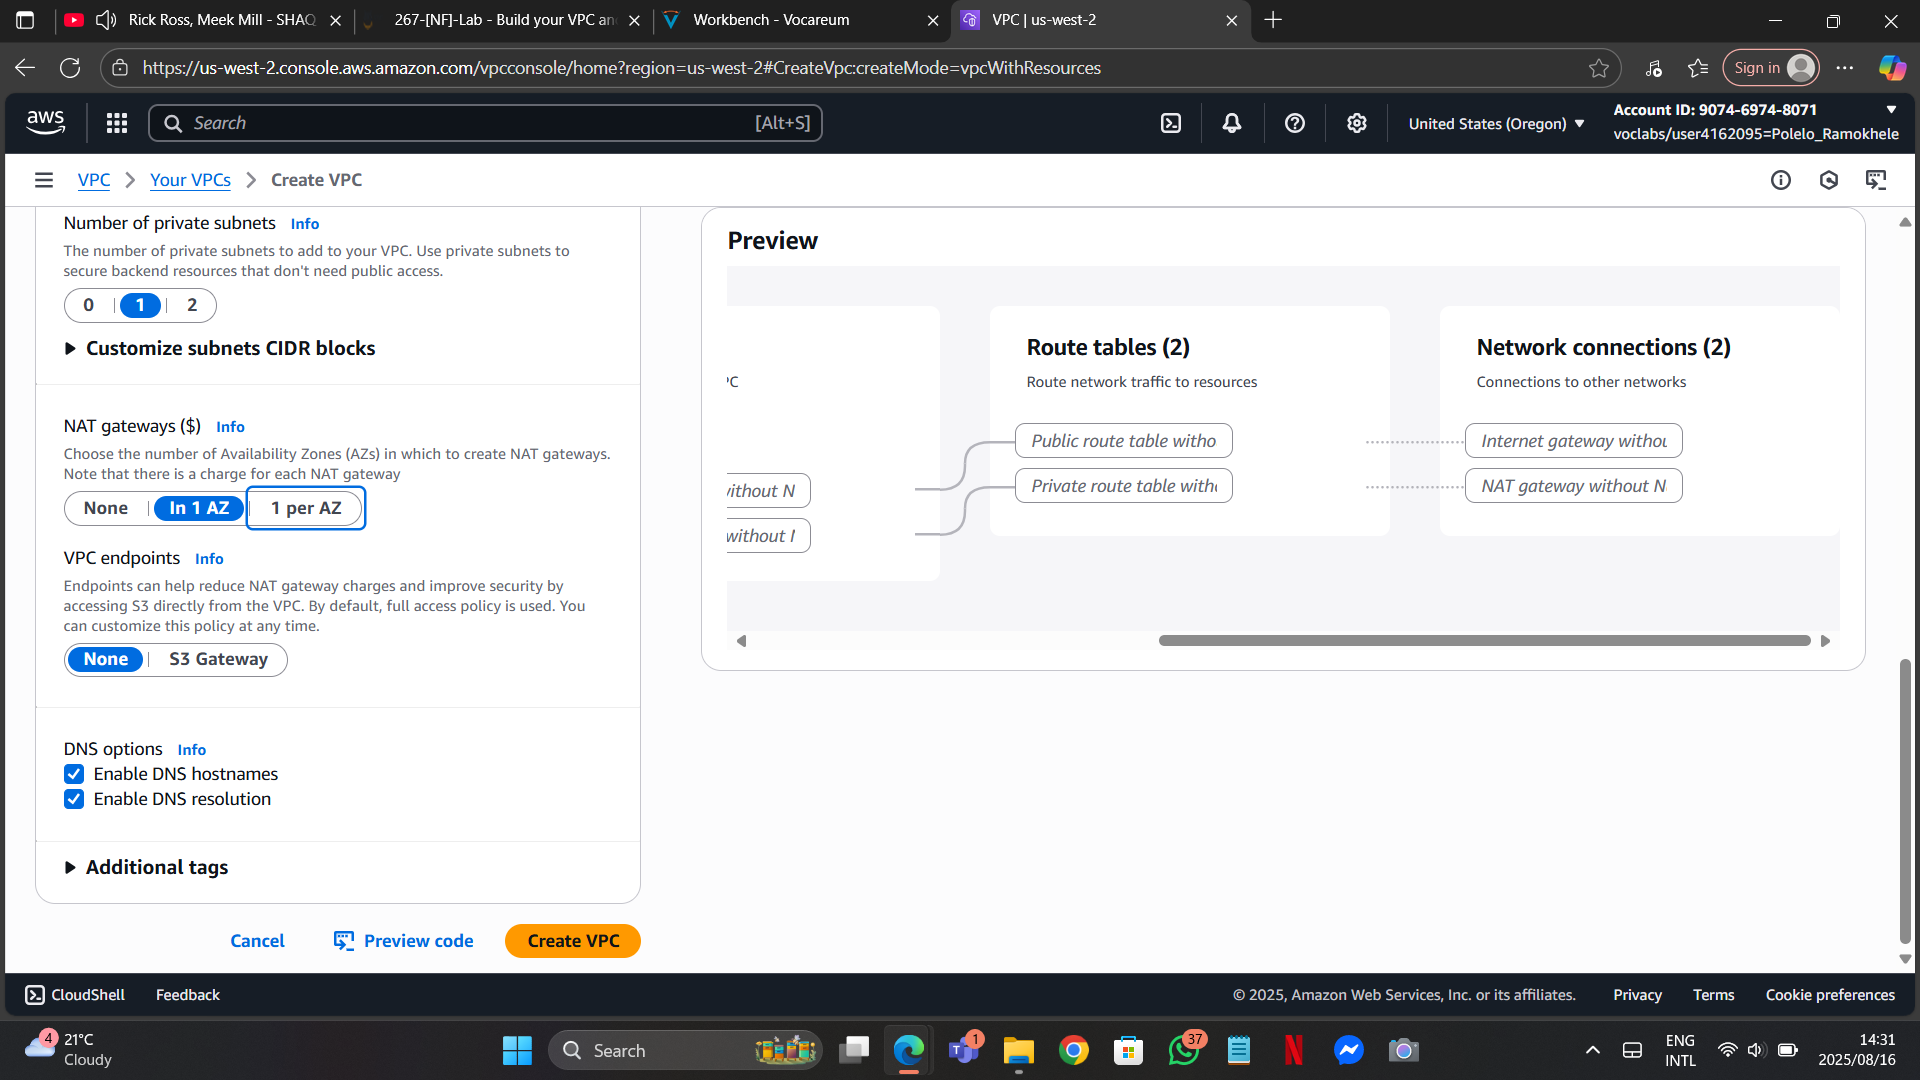 Rick Ross, Meek Mill - SHAQ
267-[NF]-Lab - Build your VPC an
Workbench - Vocareum
VPC | us-west-2
https://us-west-2.console.aws.amazon.com/vpcconsole/home?region=us-west-2#CreateVpc:createMode=vpcWithResources
Sign in
aws
Search
[Alt+S]
United States (Oregon)
Account ID: 9074-6974-8071
voclabs/user4162095=Polelo_Ramokhele
VPC
Your VPCs
Create VPC
Number of private subnets Info
The number of private subnets to add to your VPC. Use private subnets to
secure backend resources that don't need public access.
0 1 2
Customize subnets CIDR blocks
NAT gateways ($) Info
Choose the number of Availability Zones (AZs) in which to create NAT gateways.
Note that there is a charge for each NAT gateway
None In 1 AZ 1 per AZ
VPC endpoints Info
Endpoints can help reduce NAT gateway charges and improve security by
accessing S3 directly from the VPC. By default, full access policy is used. You
can customize this policy at any time.
None S3 Gateway
DNS options Info
Enable DNS hostnames
Enable DNS resolution
Additional tags
Cancel
Preview code
Create VPC
Preview
PC
without N
without
Route tables (2)
Route network traffic to resources
Public route table witho
Private route table with
Network connections (2)
Connections to other networks
Internet gateway withou
NAT gateway without N
CloudShell
Feedback
© 2025, Amazon Web Services, Inc. or its affiliates.
Privacy
Terms
Cookie preferences
4
21°C
Cloudy
Search
1
37
ENG
INTL
14:31
2025/08/16